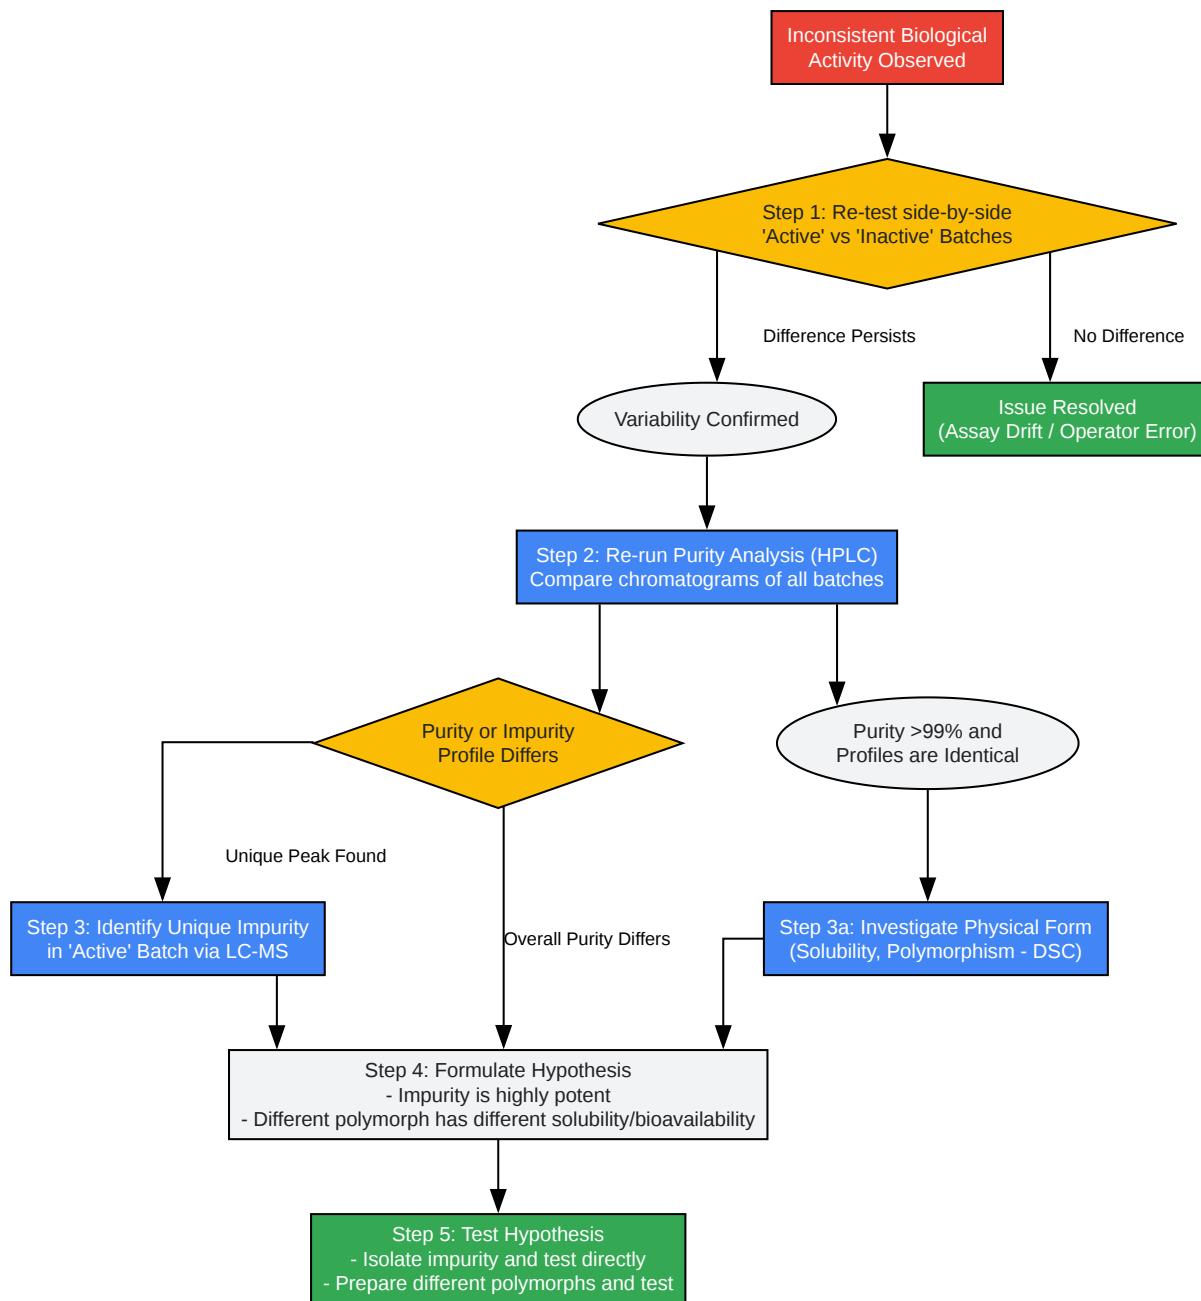 Inconsistent Biological
Activity Observed
Step 1: Re-test side-by-side
'Active' vs 'Inactive' Batches
Difference Persists
No Difference
Variability Confirmed
Issue Resolved
(Assay Drift / Operator Error)
Step 2: Re-run Purity Analysis (HPLC)
Compare chromatograms of all batches
Purity or Impurity
Profile Differs
Purity >99% and
Profiles are Identical
Unique Peak Found
Overall Purity Differs
Step 3: Identify Unique Impurity
in 'Active' Batch via LC-MS
Step 3a: Investigate Physical Form
(Solubility, Polymorphism - DSC)
Step 4: Formulate Hypothesis
- Impurity is highly potent
- Different polymorph has different solubility/bioavailability
Step 5: Test Hypothesis
- Isolate impurity and test directly
- Prepare different polymorphs and test